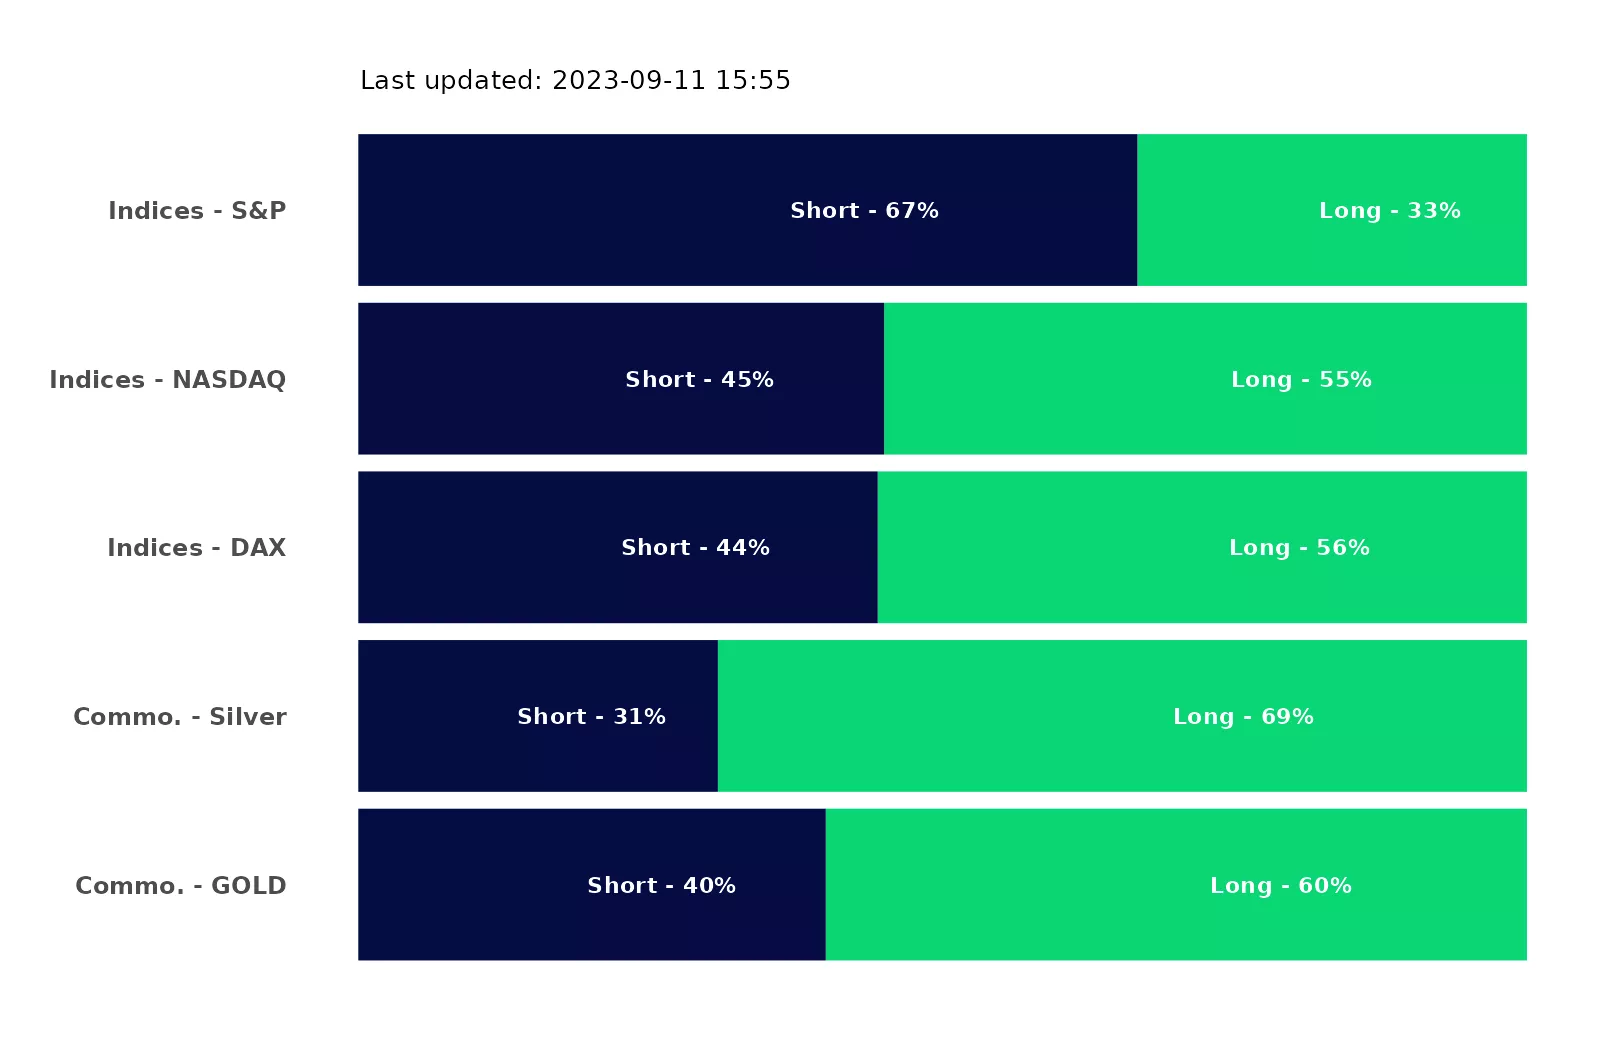 Last updated: 2023-09-11 15:55
Indices - S&P Short - 67% Long - 33%
Indices - NASDAQ Short - 45% Long - 55%
Indices - DAX Short - 44% Long - 56%
Commo. - Silver Short - 31% Long - 69%
Commo. - GOLD Short - 40% Long - 60%